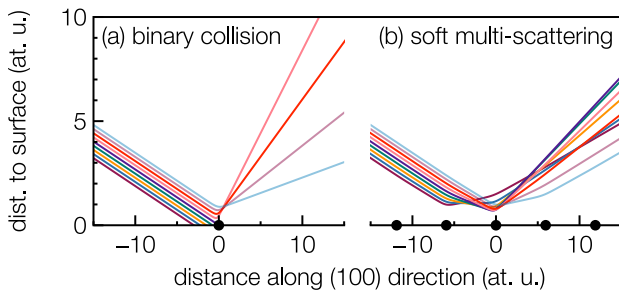 10
(a) binary collision
(b) soft multi-scattering
dist. to surface (at. u.)
5
0
−10
0
10
−10
0
10
distance along (100) direction (at. u.)